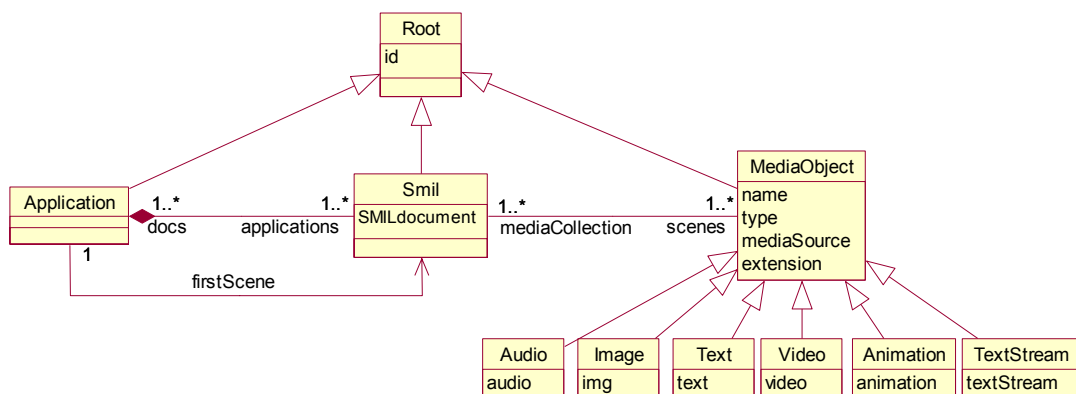 Root
id
MediaObject
name
type
mediaSource
extension
Application
1..*
docs
1
1..*
applications
Smil
SMILdocument
1..*
mediaCollection
1..*
scenes
firstScene
Audio
audio
Image
img
Text
text
Video
video
Animation
animation
TextStream
textStream